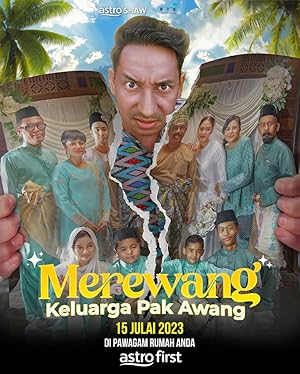 astro SHAW
Merewang
Keluarga Pak Awang
15 JULAI 2023
DI PAWAGAM RUMAH ANDA
astro first